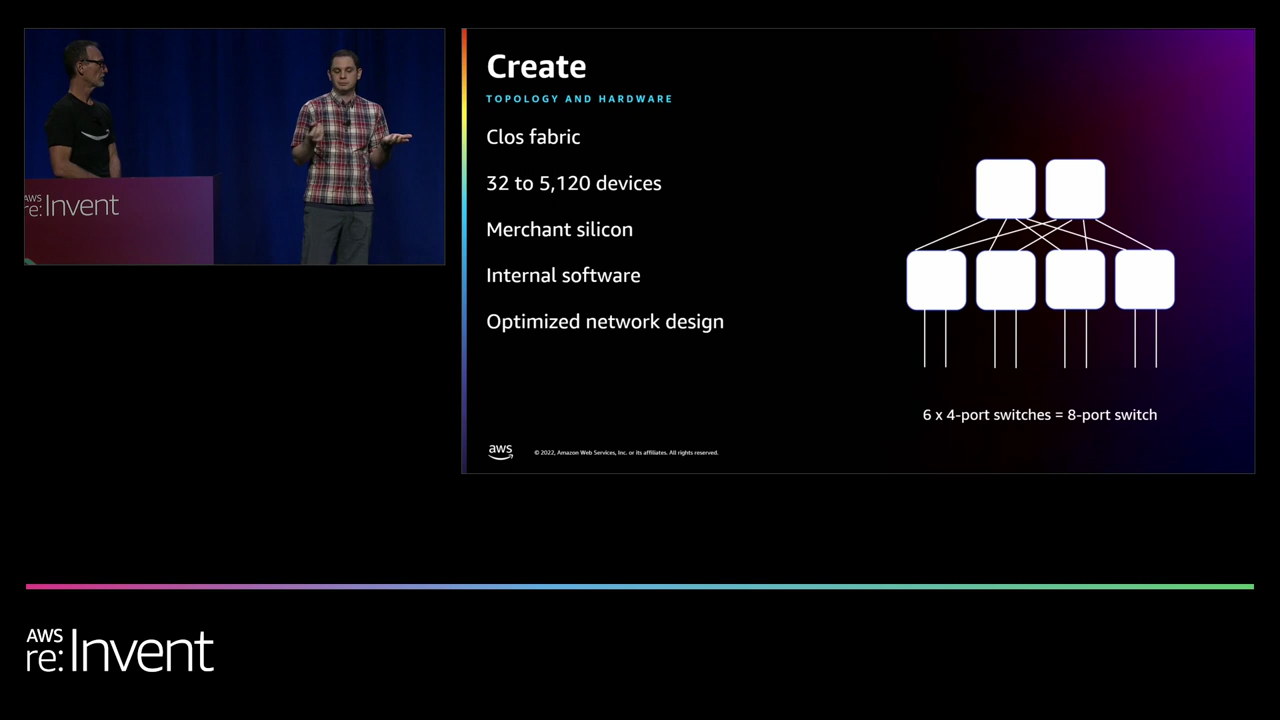 AWS
re:Invent
Create
TOPOLOGY AND HARDWARE
Clos fabric
32 to 5,120 devices
Merchant silicon
Internal software
Optimized network design
6 x 4-port switches = 8-port switch
aws
© 2022, Amazon Web Services, Inc. or its affiliates. All rights reserved.
AWS
re:Invent